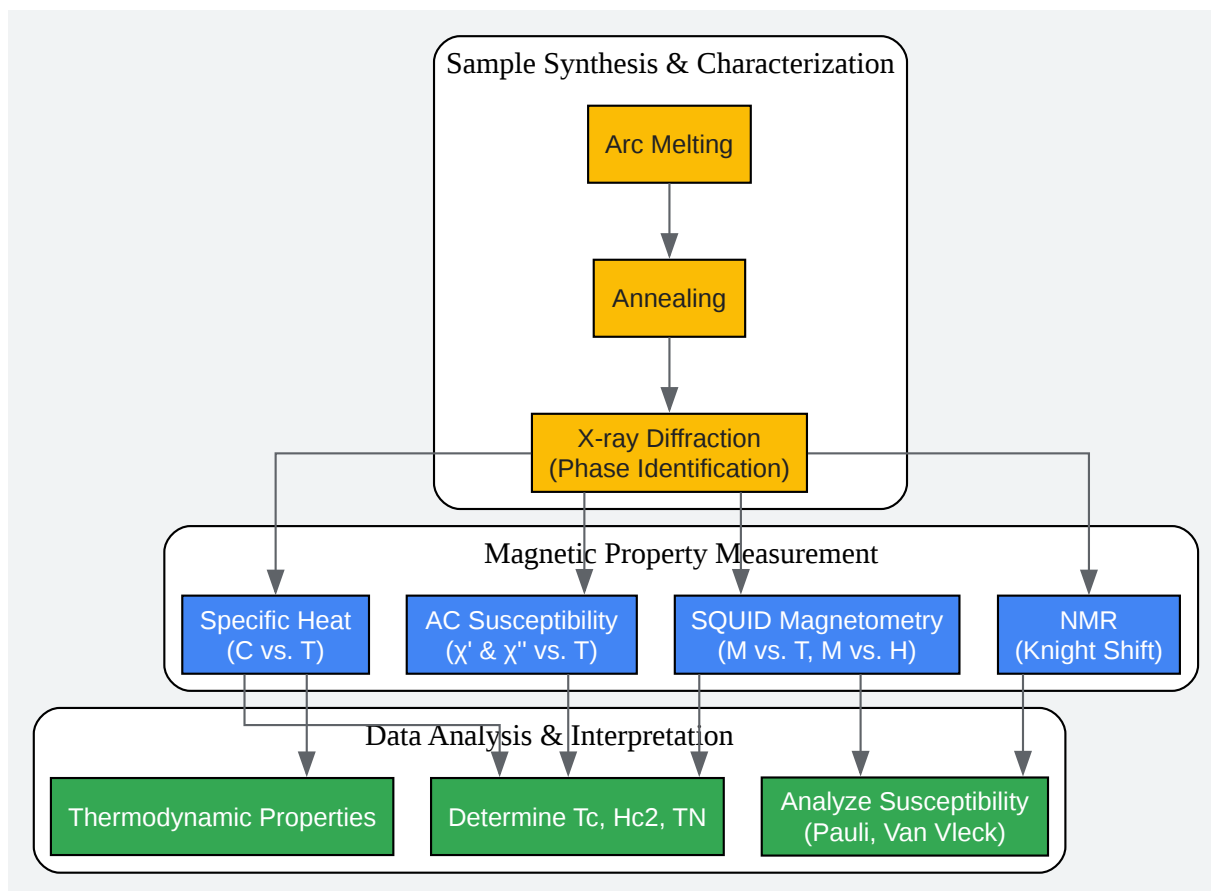 Sample Synthesis & Characterization
Arc Melting
Annealing
X-ray Diffraction
(Phase Identification)
Magnetic Property Measurement
Specific Heat
(C vs. T)
AC Susceptibility
(χ' & χ'' vs. T)
SQUID Magnetometry
(M vs. T, M vs. H)
NMR
(Knight Shift)
Data Analysis & Interpretation
Thermodynamic Properties
Determine Tc, Hc2, TN
Analyze Susceptibility
(Pauli, Van Vleck)